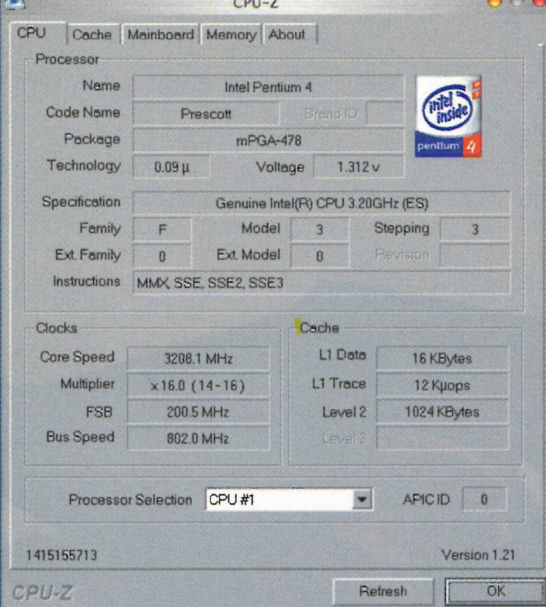 CPU-Z
CPU Cache Mainboard Memory About
Processor
Name Intel Pentium 4
Code Name Prescott Brand ID
Package mPGA-478
Technology 0.09 µ Voltage 1.312 v
Specification Genuine Intel(R) CPU 3.20GHz (ES)
Family F Model 3 Stepping 3
Ext. Family 0 Ext. Model 0 Revision
Instructions MMX, SSE, SSE2, SSE3
intel inside
pentium 4
Clocks
Core Speed 3208.1 MHz
Multiplier x 16.0 (14-16)
FSB 200.5 MHz
Bus Speed 802.0 MHz
Cache
L1 Data 16 KBytes
L1 Trace 12 Kµops
Level 2 1024 KBytes
Level 3
Processor Selection CPU #1 APIC ID 0
1415155713 Version 1.21
CPU-Z Refresh OK